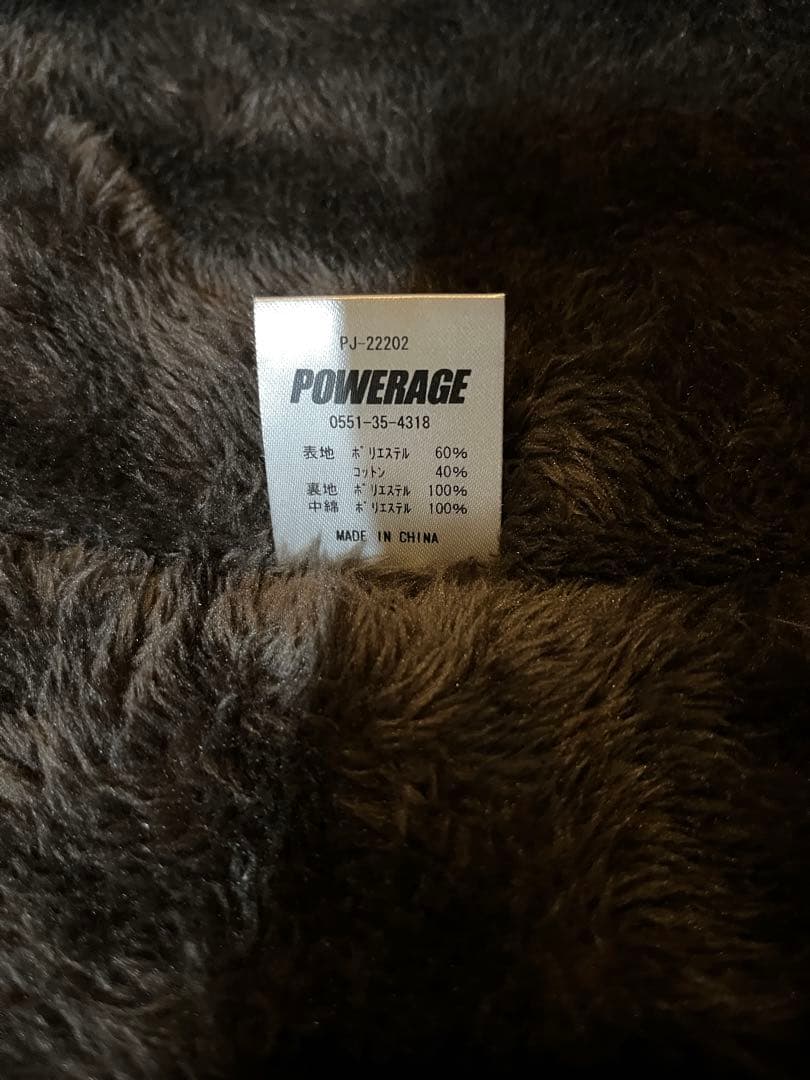 PJ-22202
POWERAGE
0551-35-4318
表地 ポリエステル 60%
コットン 40%
裏地 ポリエステル 100%
中綿 ポリエステル 100%
MADE IN CHINA